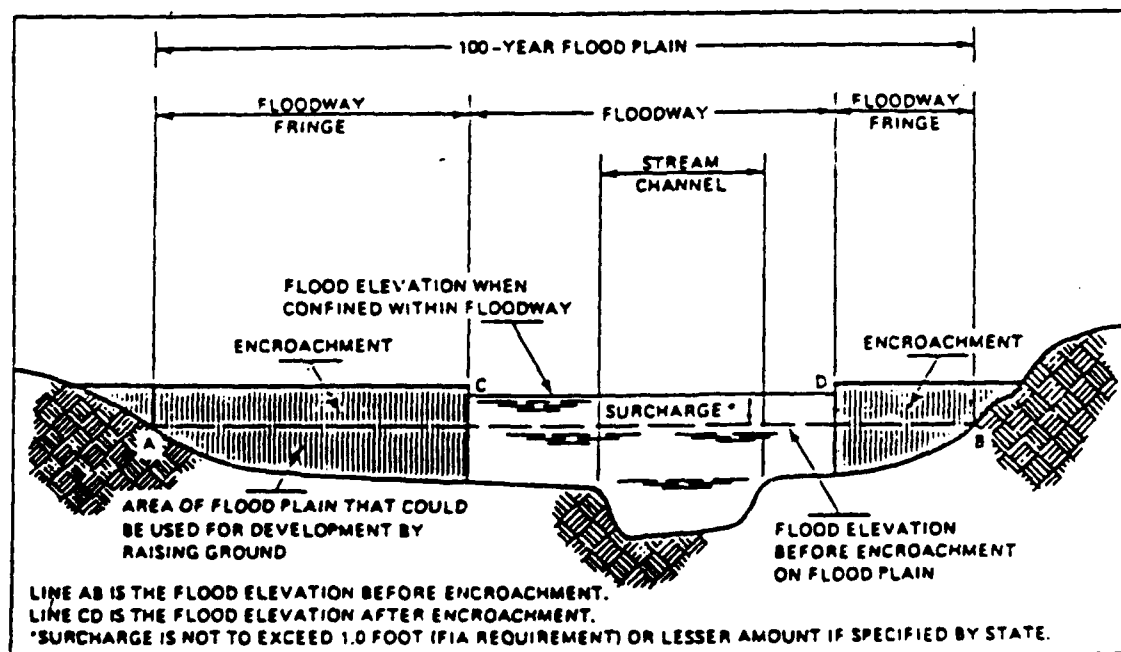 100-YEAR FLOOD PLAIN
FLOODWAY
FRINGE
FLOODWAY
FLOODWAY
FRINGE
STREAM
CHANNEL
FLOOD ELEVATION WHEN
CONFINED WITHIN FLOODWAY
ENCROACHMENT
ENCROACHMENT
C
D
SURCHARGE*
A
B
AREA OF FLOOD PLAIN THAT COULD
BE USED FOR DEVELOPMENT BY
RAISING GROUND
FLOOD ELEVATION
BEFORE ENCROACHMENT
ON FLOOD PLAIN
LINE AB IS THE FLOOD ELEVATION BEFORE ENCROACHMENT.
LINE CD IS THE FLOOD ELEVATION AFTER ENCROACHMENT.
*SURCHARGE IS NOT TO EXCEED 1.0 FOOT (FIA REQUIREMENT) OR LESSER AMOUNT IF SPECIFIED BY STATE.